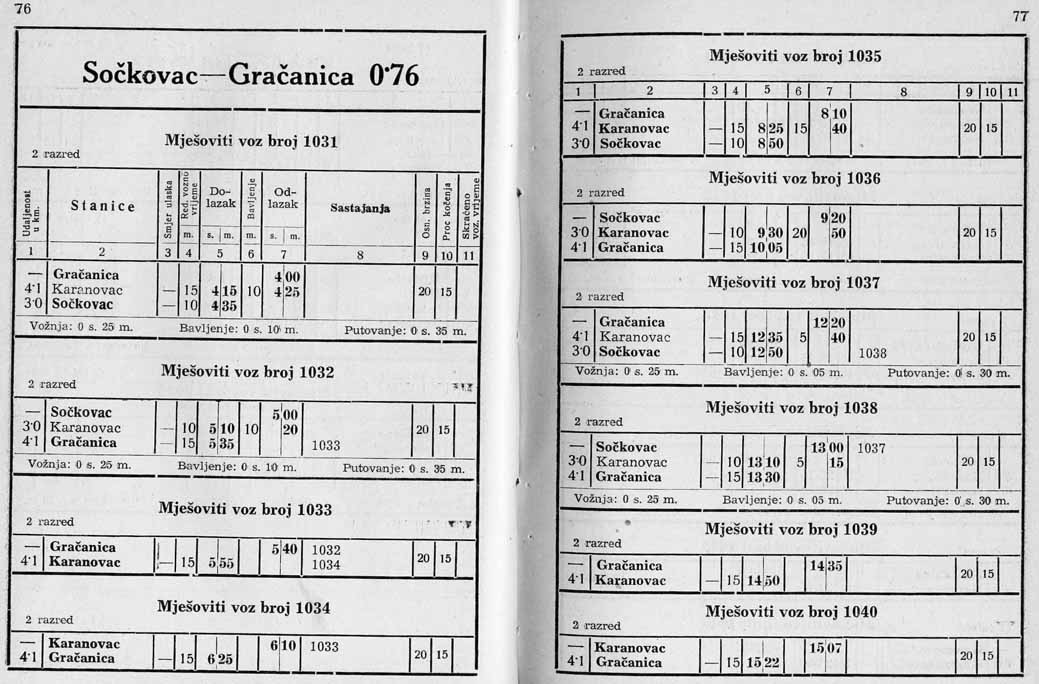 76
Sočkovac—Gračanica 0·76
Mješoviti voz broj 1031
2 razred
Udaljenost u km. | Stanice | Smjer ulaska | Red. vozno vrijeme m. | Do-lazak s. m. | Bavljenje m. | Od-lazak s. m. | Sastajanja | Osn. brzina | Proc kočenja | Skraćeno voz. vrijeme
1 2 3 4 5 6 7 8 9 10 11
— Gračanica 4 00
4·1 Karanovac — 15 4 15 10 4 25 20 15
3·0 Sočkovac — 10 4 35
Vožnja: 0 s. 25 m. Bavljenje: 0 s. 10 m. Putovanje: 0 s. 35 m.
Mješoviti voz broj 1032
2 razred
— Sočkovac 5 00
3·0 Karanovac — 10 5 10 10 20 20 15
4·1 Gračanica — 15 5 35 1033
Vožnja: 0 s. 25 m. Bavljenje: 0 s. 10 m. Putovanje: 0 s. 35 m.
Mješoviti voz broj 1033
2 razred
— Gračanica 5 40 1032
4·1 Karanovac — 15 5 55 1034 20 15
Mješoviti voz broj 1034
2 razred
— Karanovac 6 10 1033
4·1 Gračanica — 15 6 25 20 15
77
Mješoviti voz broj 1035
2 razred
1 2 3 4 5 6 7 8 9 10 11
— Gračanica 8 10
4·1 Karanovac — 15 8 25 15 40 20 15
3·0 Sočkovac — 10 8 50
Mješoviti voz broj 1036
2 razred
— Sočkovac 9 20
3·0 Karanovac — 10 9 30 20 50 20 15
4·1 Gračanica — 15 10 05
Mješoviti voz broj 1037
2 razred
— Gračanica 12 20
4·1 Karanovac — 15 12 35 5 40 20 15
3·0 Sočkovac — 10 12 50 1038
Vožnja: 0 s. 25 m. Bavljenje: 0 s. 05 m. Putovanje: 0 s. 30 m.
Mješoviti voz broj 1038
2 razred
— Sočkovac 13 00 1037
3·0 Karanovac — 10 13 10 5 15 20 15
4·1 Gračanica — 15 13 30
Vožnja: 0 s. 25 m. Bavljenje: 0 s. 05 m. Putovanje: 0 s. 30 m.
Mješoviti voz broj 1039
2 razred
— Gračanica 14 35
4·1 Karanovac — 15 14 50 20 15
Mješoviti voz broj 1040
2 razred
— Karanovac 15 07
4·1 Gračanica — 15 15 22 20 15